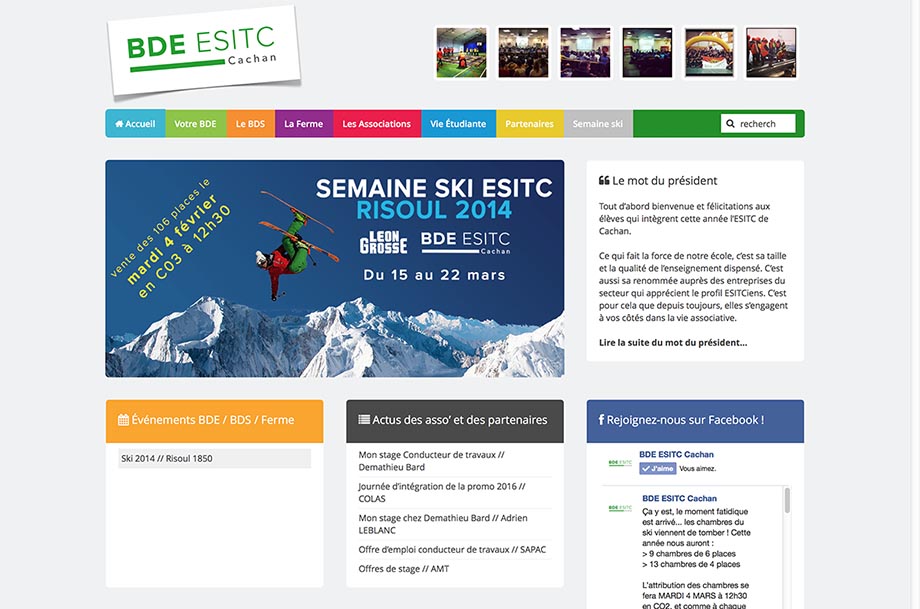 BDE ESITC
Cachan
Accueil
Votre BDE
Le BDS
La Ferme
Les Associations
Vie Étudiante
Partenaires
Semaine ski
recherch
vente des 106 places le
mardi 4 février
en C03 à 12h30
SEMAINE SKI ESITC
RISOUL 2014
LEON
GROSSE
BDE ESITC
Cachan
Du 15 au 22 mars
Le mot du président
Tout d’abord bienvenue et félicitations aux
élèves qui intègrent cette année l’ESITC de
Cachan.
Ce qui fait la force de notre école, c’est sa taille
et la qualité de l’enseignement dispensé. C’est
aussi sa renommée auprès des entreprises du
secteur qui apprécient le profil ESITCiens. C’est
pour cela que depuis toujours, elles s’engagent
à vos côtés dans la vie associative.
Lire la suite du mot du président...
Événements BDE / BDS / Ferme
Ski 2014 // Risoul 1850
Actus des asso’ et des partenaires
Mon stage Conducteur de travaux //
Demathieu Bard
Journée d’intégration de la promo 2016 //
COLAS
Mon stage chez Demathieu Bard // Adrien
LEBLANC
Offre d’emploi conducteur de travaux // SAPAC
Offres de stage // AMT
Rejoignez-nous sur Facebook !
BDE ESITC
BDE ESITC Cachan
J’aime Vous aimez.
BDE ESITC
BDE ESITC Cachan
Ça y est, le moment fatidique
est arrivé... les chambres du
ski viennent de tomber ! Cette
année nous auront :
> 9 chambres de 6 places
> 13 chambres de 4 places
L’attribution des chambres se
fera MARDI 4 MARS à 12h30
en CO2, et comme à chaque